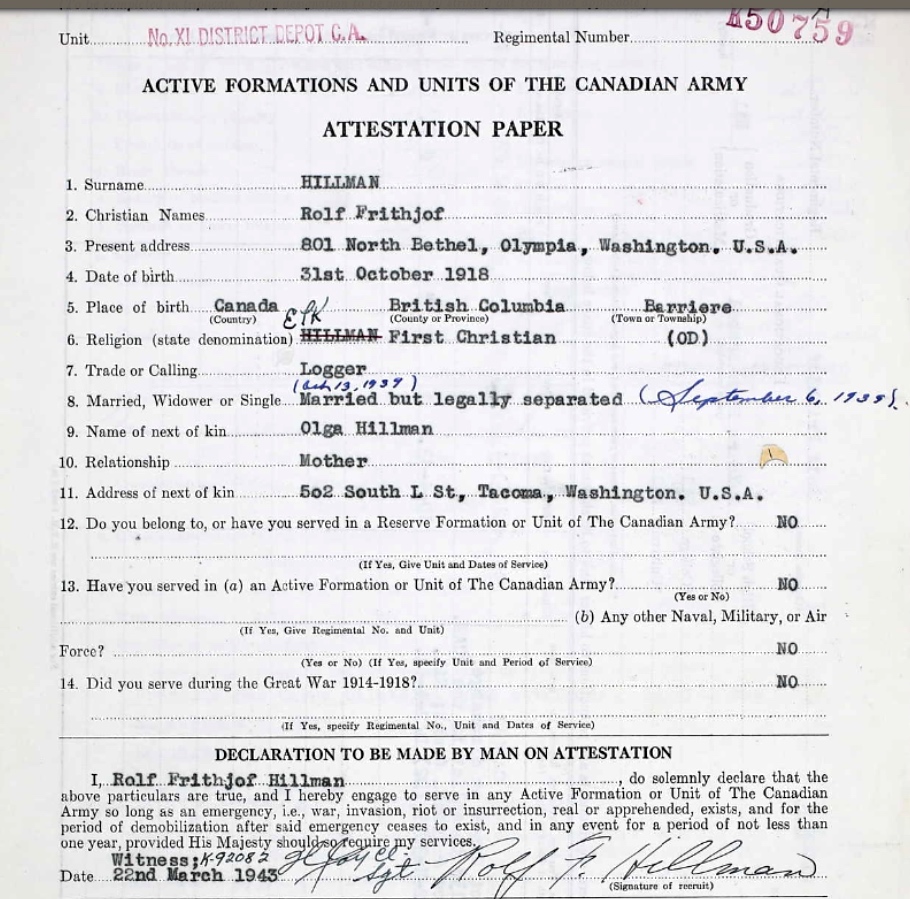 Unit No. XI DISTRICT DEPOT C.A. Regimental Number K50759
ACTIVE FORMATIONS AND UNITS OF THE CANADIAN ARMY
ATTESTATION PAPER
1. Surname HILLMAN
2. Christian Names Rolf Frithjof
3. Present address 801 North Bethel, Olympia, Washington. U.S.A.
4. Date of birth 31st October 1918
5. Place of birth Canada British Columbia Barriere
(Country) (County or Province) (Town or Township)
6. Religion (state denomination) HILLMAN First Christian (OD)
7. Trade or Calling Logger
8. Married, Widower or Single Married but legally separated (September 6,
9. Name of next of kin Olga Hillman
10. Relationship Mother
11. Address of next of kin 502 South L St, Tacoma, Washington. U.S.A.
12. Do you belong to, or have you served in a Reserve Formation or Unit of The Canadian Army? NO
(If Yes, Give Unit and Dates of Service)
13. Have you served in (a) an Active Formation or Unit of The Canadian Army? NO
(Yes or No)
(b) Any other Naval, Military, or Air
(If Yes, Give Regimental No. and Unit)
Force? NO
(Yes or No) (If Yes, specify Unit and Period of Service)
14. Did you serve during the Great War 1914-1918? NO
(If Yes, specify Regimental No., Unit and Dates of Service)
DECLARATION TO BE MADE BY MAN ON ATTESTATION
I, Rolf Frithjof Hillman, do solemnly declare that the
above particulars are true, and I hereby engage to serve in any Active Formation or Unit of The Canadian
Army so long as an emergency, i.e., war, invasion, riot or insurrection, real or apprehended, exists, and for the
period of demobilization after said emergency ceases to exist, and in any event for a period of not less than
one year, provided His Majesty should so require my services.
Witness; K-92082 Sgt Rolf F. Hillman
Date 22nd March 1943
(Signature of recruit)